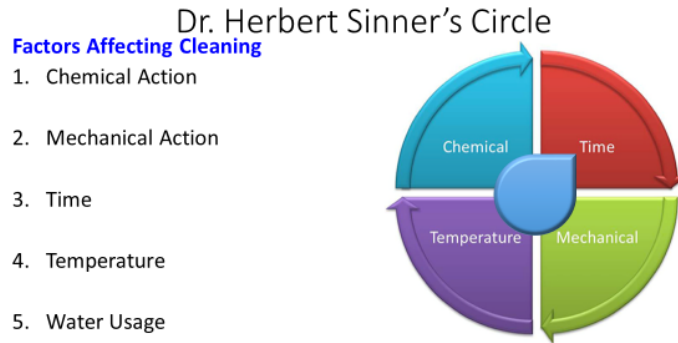 Dr. Herbert Sinner’s Circle
Factors Affecting Cleaning
1. Chemical Action
2. Mechanical Action
3. Time
4. Temperature
5. Water Usage
Chemical
Time
Temperature
Mechanical